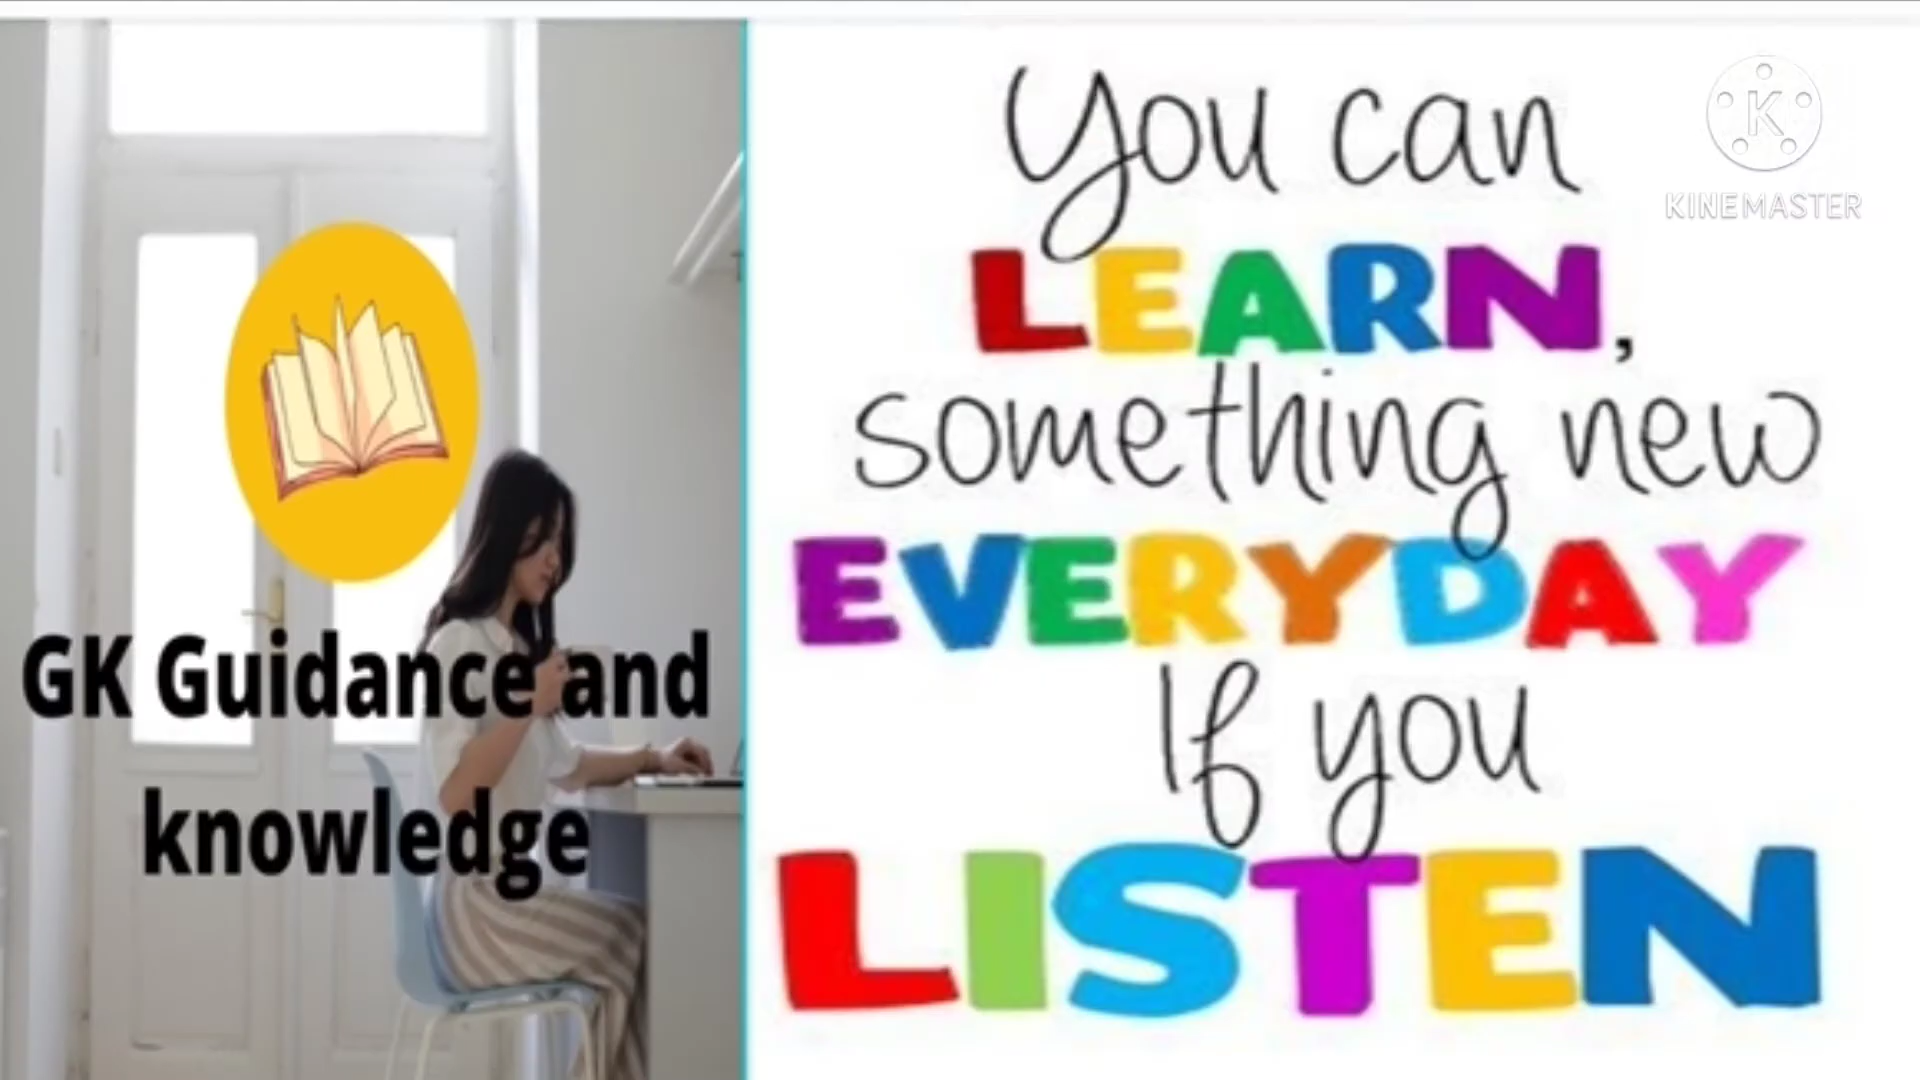 GK Guidance and
knowledge
You can
LEARN,
something new
EVERYDAY
If you
LISTEN
K
KINEMASTER